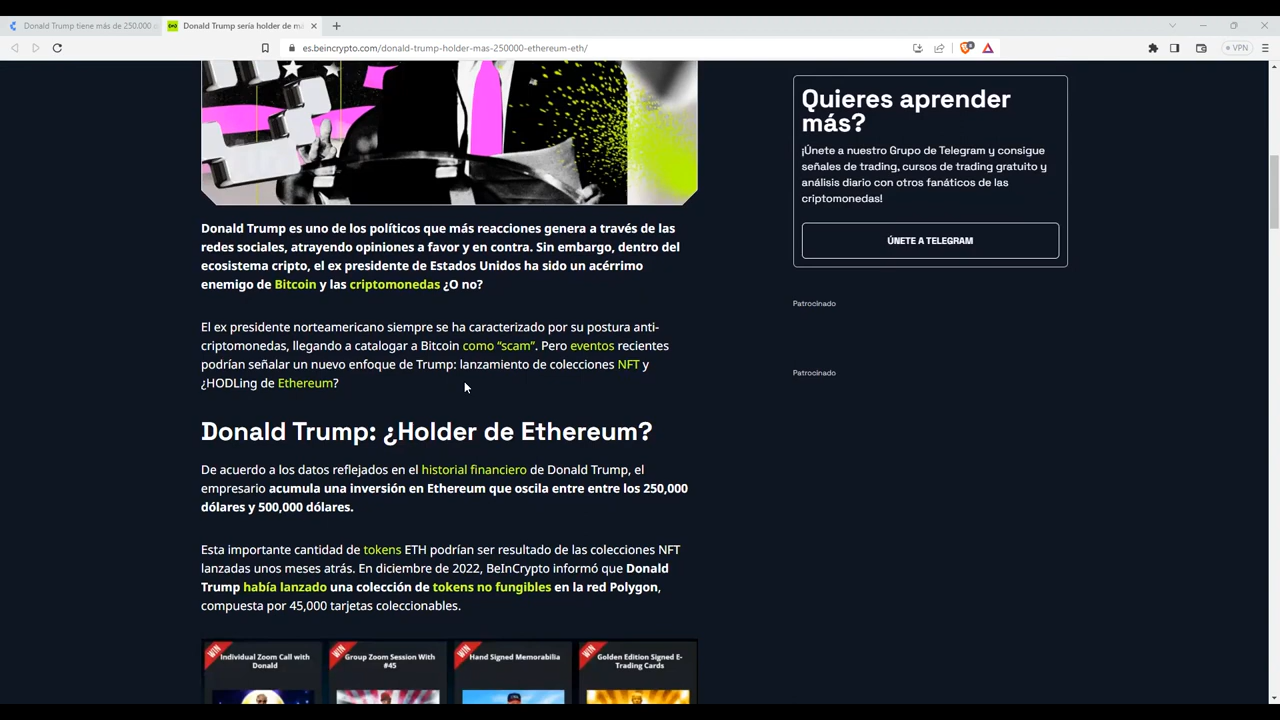 Donald Trump tiene más de 250.000
Donald Trump sería holder de m
es.beincrypto.com/donald-trump-holder-mas-250000-ethereum-eth/
VPN
Quieres aprender
más?
¡Únete a nuestro Grupo de Telegram y consigue
señales de trading, cursos de trading gratuito y
análisis diario con otros fanáticos de las
criptomonedas!
ÚNETE A TELEGRAM
Patrocinado
Patrocinado
Donald Trump es uno de los políticos que más reacciones genera a través de las
redes sociales, atrayendo opiniones a favor y en contra. Sin embargo, dentro del
ecosistema cripto, el ex presidente de Estados Unidos ha sido un acérrimo
enemigo de Bitcoin y las criptomonedas ¿O no?
El ex presidente norteamericano siempre se ha caracterizado por su postura anti-
criptomonedas, llegando a catalogar a Bitcoin como “scam”. Pero eventos recientes
podrían señalar un nuevo enfoque de Trump: lanzamiento de colecciones NFT y
¿HODLing de Ethereum?
Donald Trump: ¿Holder de Ethereum?
De acuerdo a los datos reflejados en el historial financiero de Donald Trump, el
empresario acumula una inversión en Ethereum que oscila entre entre los 250,000
dólares y 500,000 dólares.
Esta importante cantidad de tokens ETH podrían ser resultado de las colecciones NFT
lanzadas unos meses atrás. En diciembre de 2022, BeInCrypto informó que Donald
Trump había lanzado una colección de tokens no fungibles en la red Polygon,
compuesta por 45,000 tarjetas coleccionables.
WIN
Individual Zoom Call with
Donald
WIN
Group Zoom Session With
#45
WIN
Hand Signed Memorabilia
WIN
Golden Edition Signed E-
Trading Cards